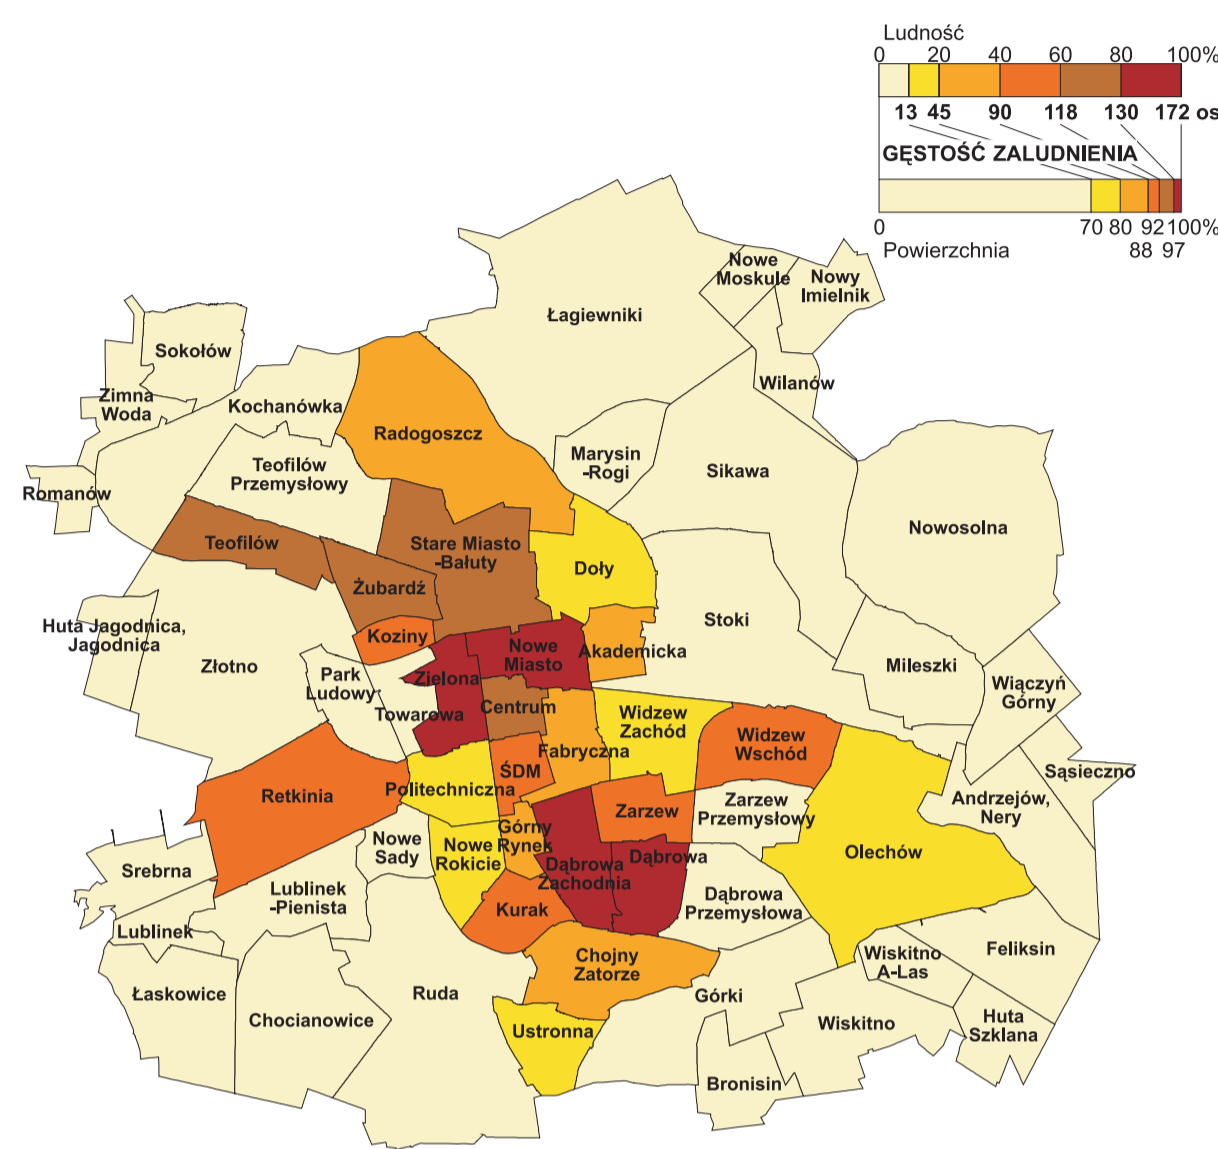 Ludność
0 20 40 60 80 100%
13 45 90 118 130 172 os
GĘSTOŚĆ ZALUDNIENIA
0 70 80 92 100%
88 97
Powierzchnia
Nowe
Moskule
Nowy
Imielnik
Łagiewniki
Sokołów
Wilanów
Zimna
Woda
Kochanówka
Radogoszcz
Marysin
-Rogi
Sikawa
Teofilów
Przemysłowy
Romanów
Nowosolna
Teofilów
Stare Miasto
-Bałuty
Doły
Żubardź
Huta Jagodnica,
Jagodnica
Koziny
Stoki
Złotno
Nowe
Miasto
Akademicka
Mileszki
Park
Ludowy
Zielona
Wiączyń
Górny
Towarowa
Centrum
Widzew
Zachód
Widzew
Wschód
Fabryczna
ŚDM
Sąsieczno
Retkinia
Politechniczna
Zarzew
Zarzew
Przemysłowy
Andrzejów,
Nery
Górny
Rynek
Nowe
Sady
Nowe
Rokicie
Dąbrowa
Zachodnia
Dąbrowa
Olechów
Srebrna
Lublinek
-Pienista
Dąbrowa
Przemysłowa
Kurak
Lublinek
Chojny
Zatorze
Wiskitno
A-Las
Feliksin
Łaskowice
Ruda
Górki
Chocianowice
Ustronna
Wiskitno
Huta
Szklana
Bronisin